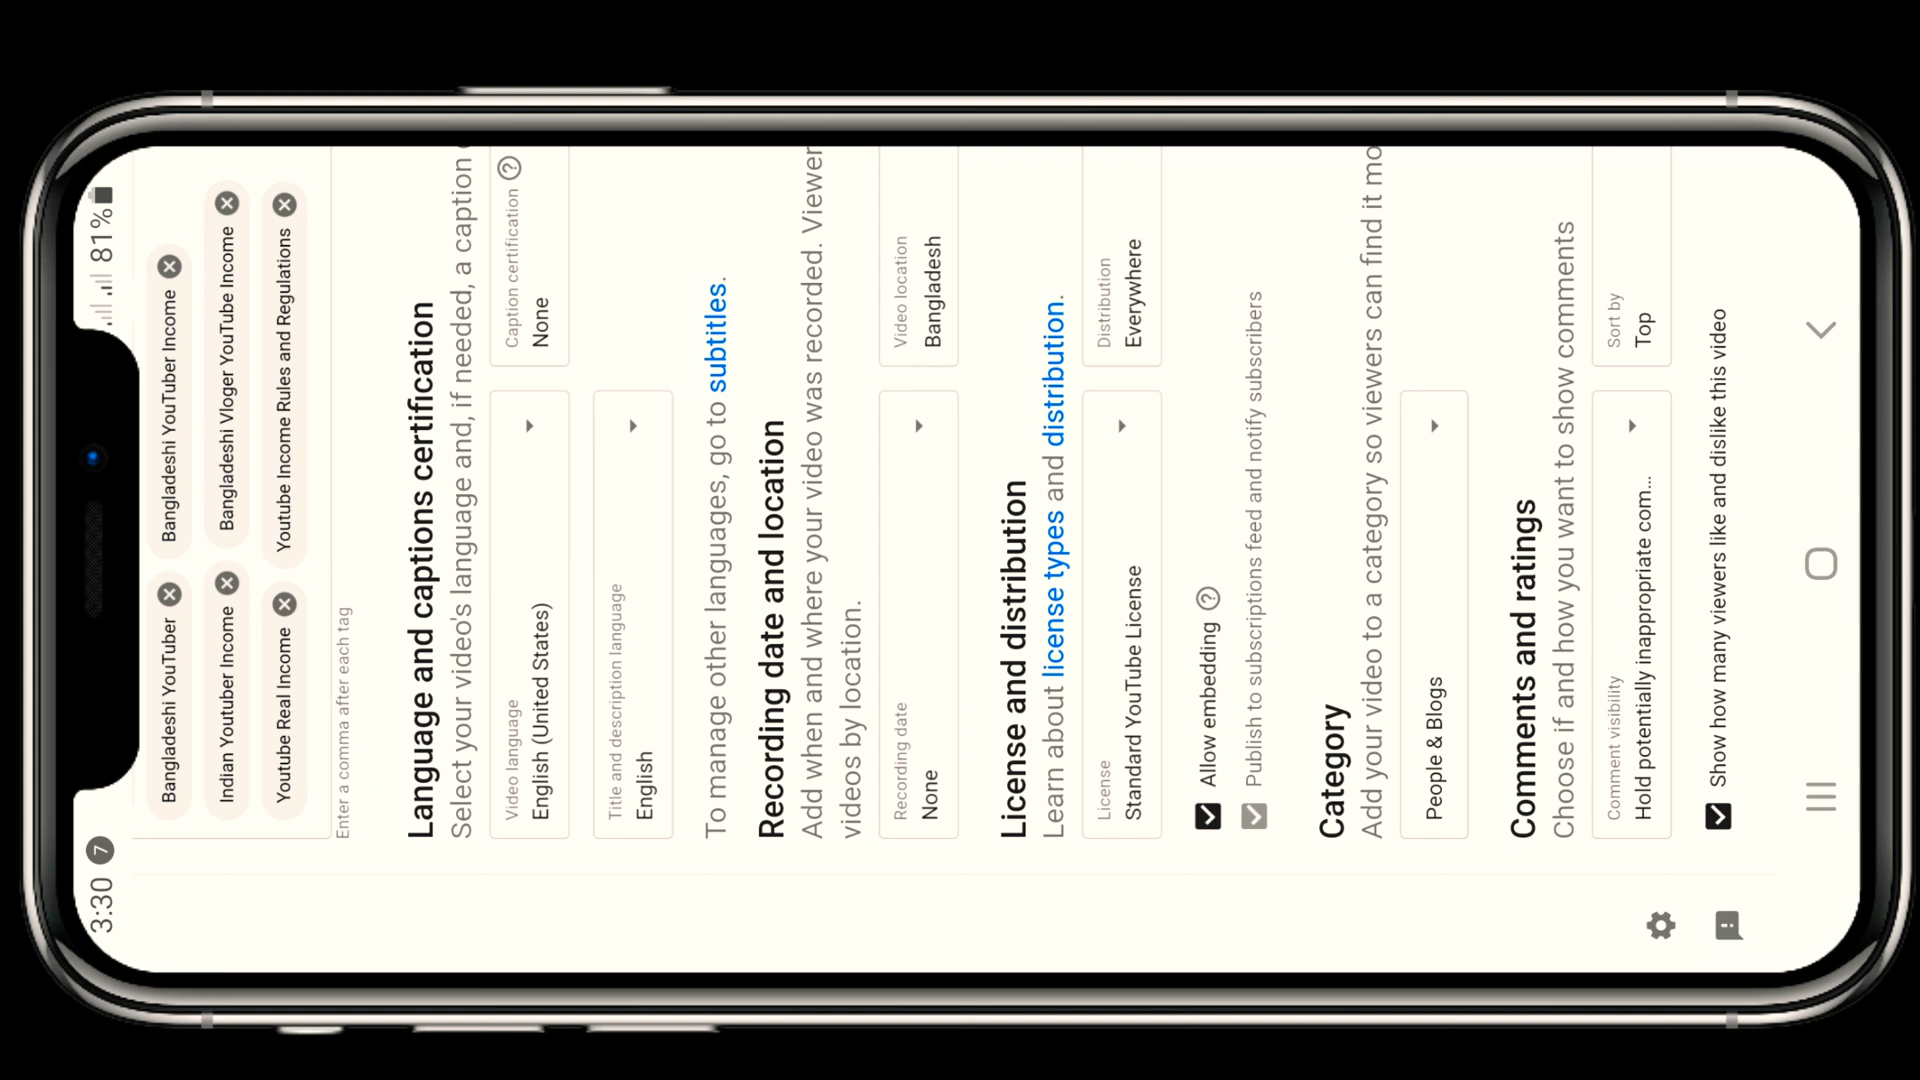 3:30 7 81%
Bangladeshi YouTuber Bangladeshi YouTuber Income
Indian Youtuber Income Bangladeshi Vloger YouTube Income
Youtube Real Income Youtube Income Rules and Regulations
Enter a comma after each tag
Language and captions certification
Select your video's language and, if needed, a caption
Video language Caption certification ?
English (United States) None
Title and description language
English
To manage other languages, go to subtitles.
Recording date and location
Add when and where your video was recorded. Viewer
videos by location.
Recording date Video location
None Bangladesh
License and distribution
Learn about license types and distribution.
License Distribution
Standard YouTube License Everywhere
Allow embedding ?
Publish to subscriptions feed and notify subscribers
Category
Add your video to a category so viewers can find it mo
People & Blogs
Comments and ratings
Choose if and how you want to show comments
Comment visibility Sort by
Hold potentially inappropriate com... Top
Show how many viewers like and dislike this video